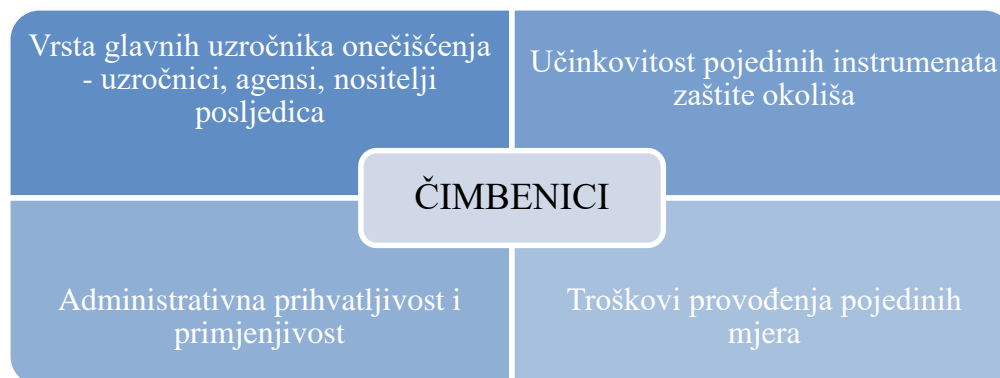 Vrsta glavnih uzročnika onečišćenja
- uzročnici, agensi, nositelji
posljedica
Učinkovitost pojedinih instrumenata
zaštite okoliša
ČIMBENICI
Administrativna prihvatljivost i
primjenjivost
Troškovi provođenja pojedinih
mjera